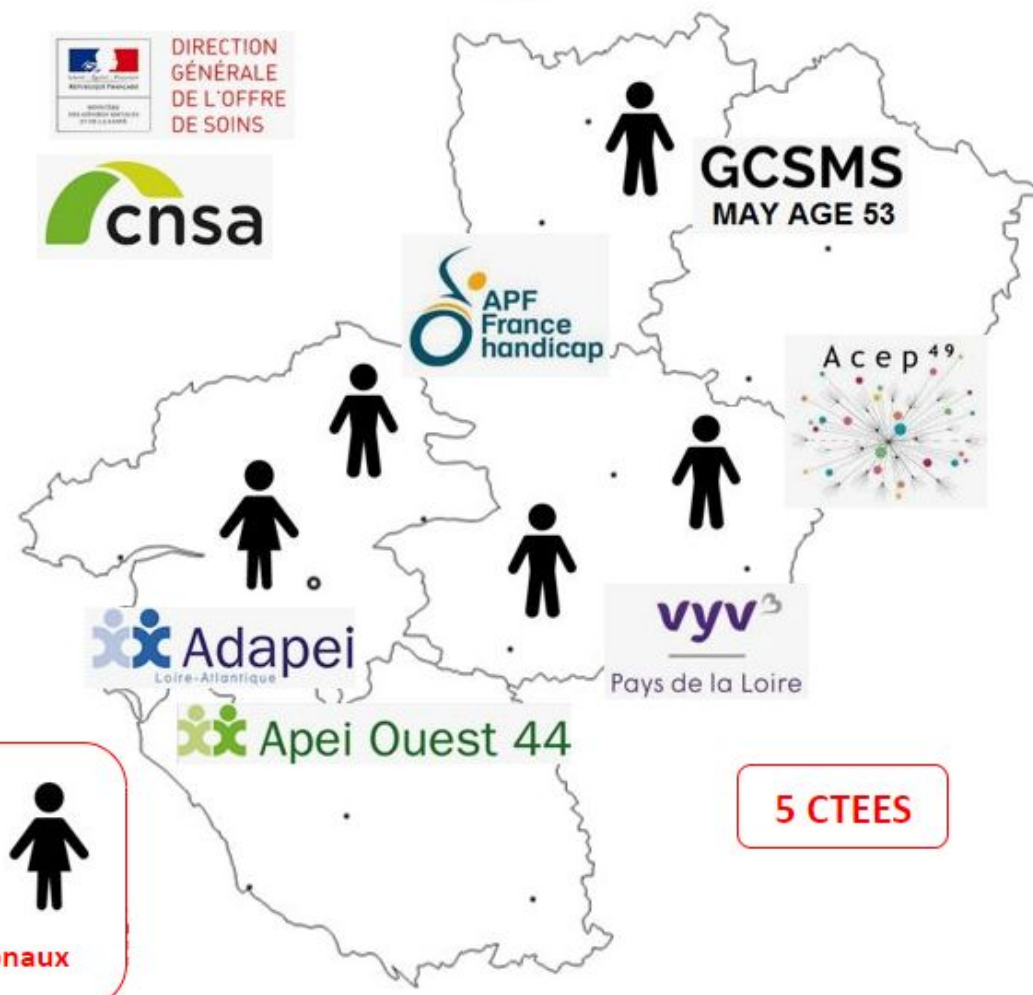 DIRECTION
GÉNÉRALE
DE L'OFFRE
DE SOINS
cnsa
GCSMS
MAY AGE 53
APF
France
handicap
Acep 49
Adapei
Loire-Atlantique
vyv3
Pays de la Loire
Apei Ouest 44
5 CTEES
onaux